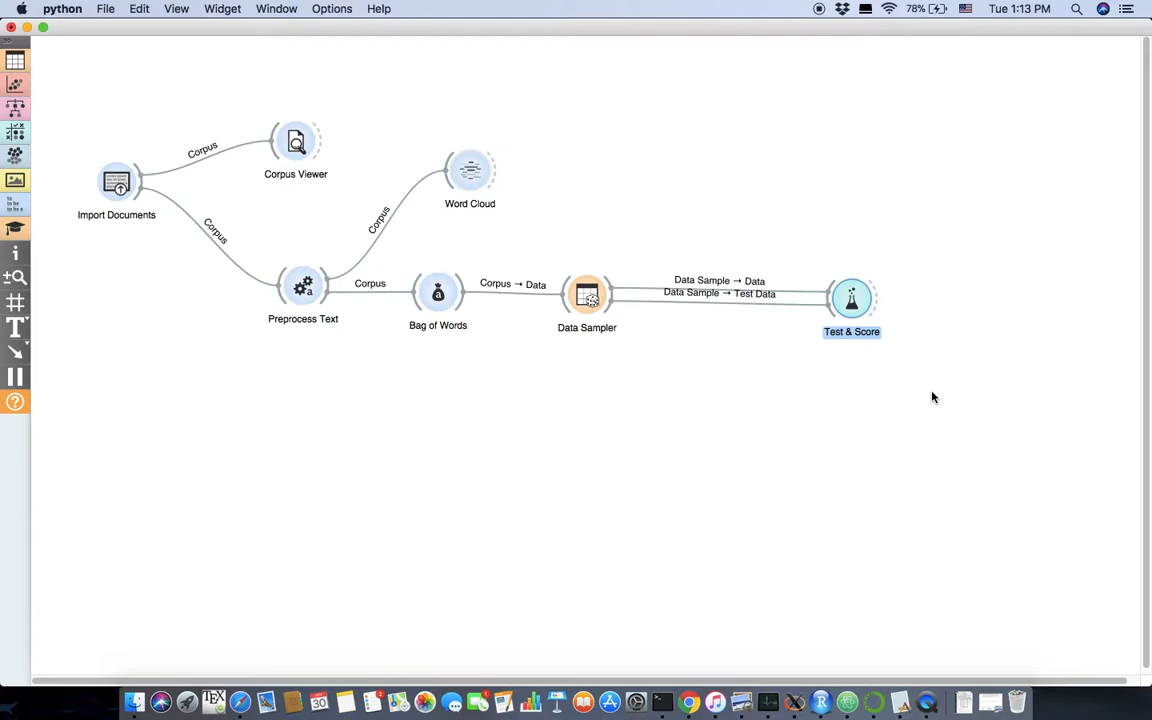 python File Edit View Widget Window Options Help 78% Tue 1:13 PM
Corpus
Corpus Viewer
Corpus
Word Cloud
Import Documents
Corpus
Corpus
Corpus → Data
Data Sample → Data
Data Sample → Test Data
Preprocess Text
Bag of Words
Data Sampler
Test & Score